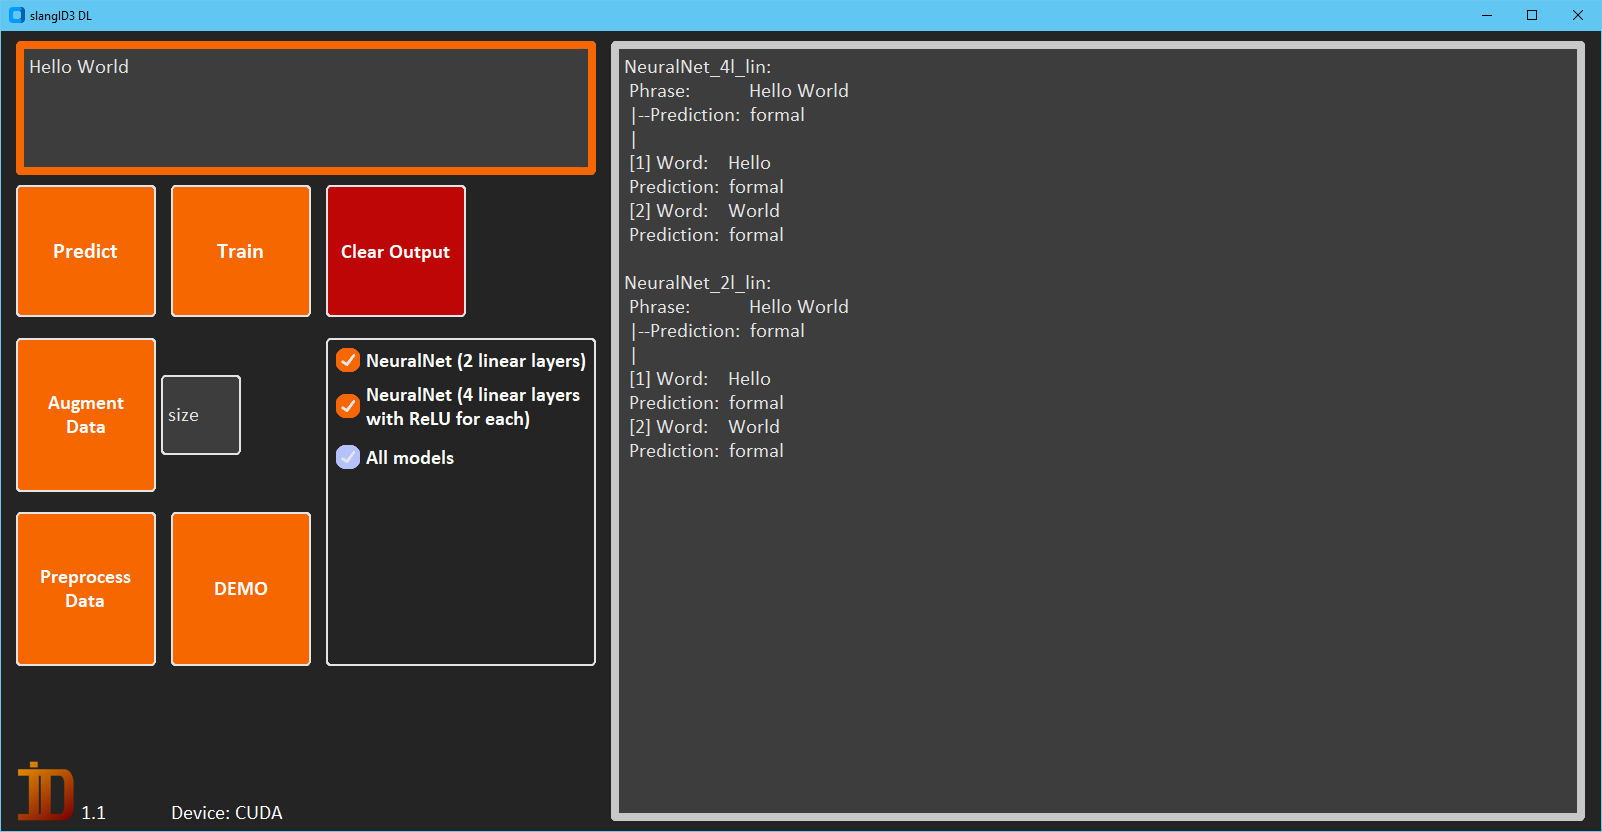 slangID3 DL
Hello World
Predict
Train
Clear Output
Augment
Data
size
NeuralNet (2 linear layers)
NeuralNet (4 linear layers
with ReLU for each)
All models
Preprocess
Data
DEMO
ID
1.1
Device: CUDA
NeuralNet_4l_lin:
Phrase: Hello World
|--Prediction: formal
|
[1] Word: Hello
Prediction: formal
[2] Word: World
Prediction: formal
NeuralNet_2l_lin:
Phrase: Hello World
|--Prediction: formal
|
[1] Word: Hello
Prediction: formal
[2] Word: World
Prediction: formal